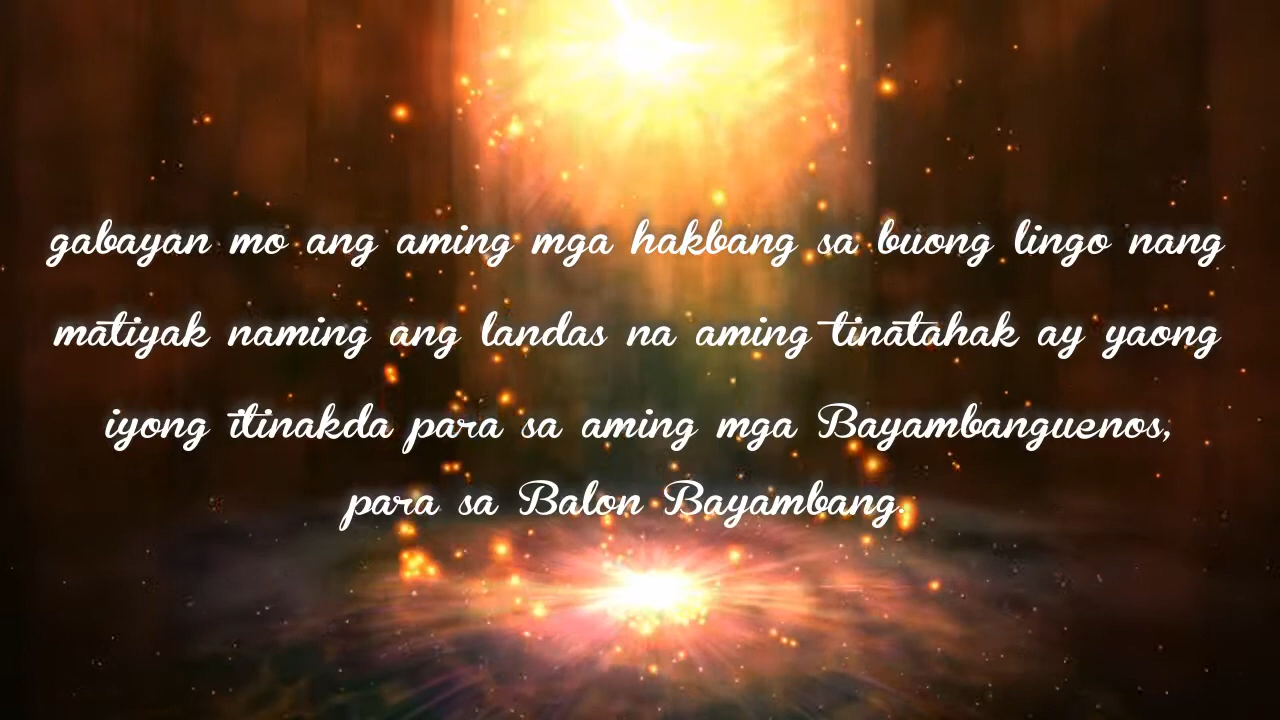 gabayan mo ang aming mga hakbang sa buong lingo nang
matiyak naming ang landas na aming tinatahak ay yaong
iyong itinakda para sa aming mga Bayambanguenos,
para sa Balon Bayambang.